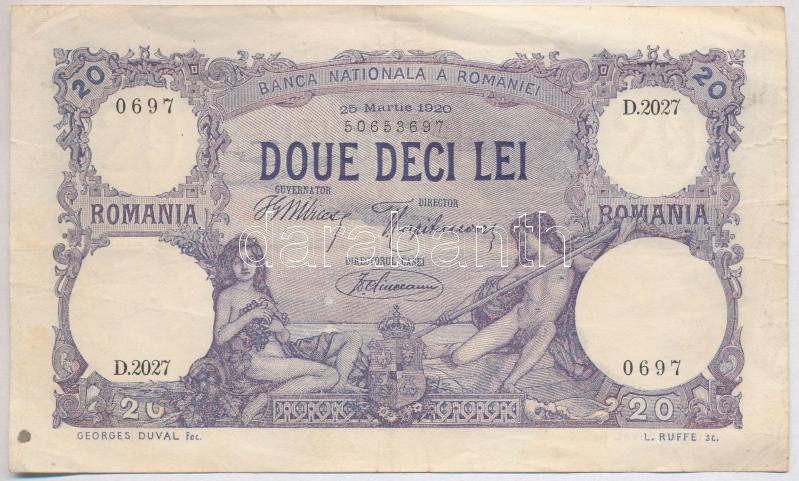 20 BANCA NATIONALA A ROMANIEI 20
0697 25 Martie 1920 D.2027
50653697
DOUE DECI LEI
GUVERNATOR
DIRECTOR
ROMANIA ROMANIA
darabanth
DIRECTORUL CASEI
D.2027 0697
20 20
GEORGES DUVAL fec. L. RUFFE sc.